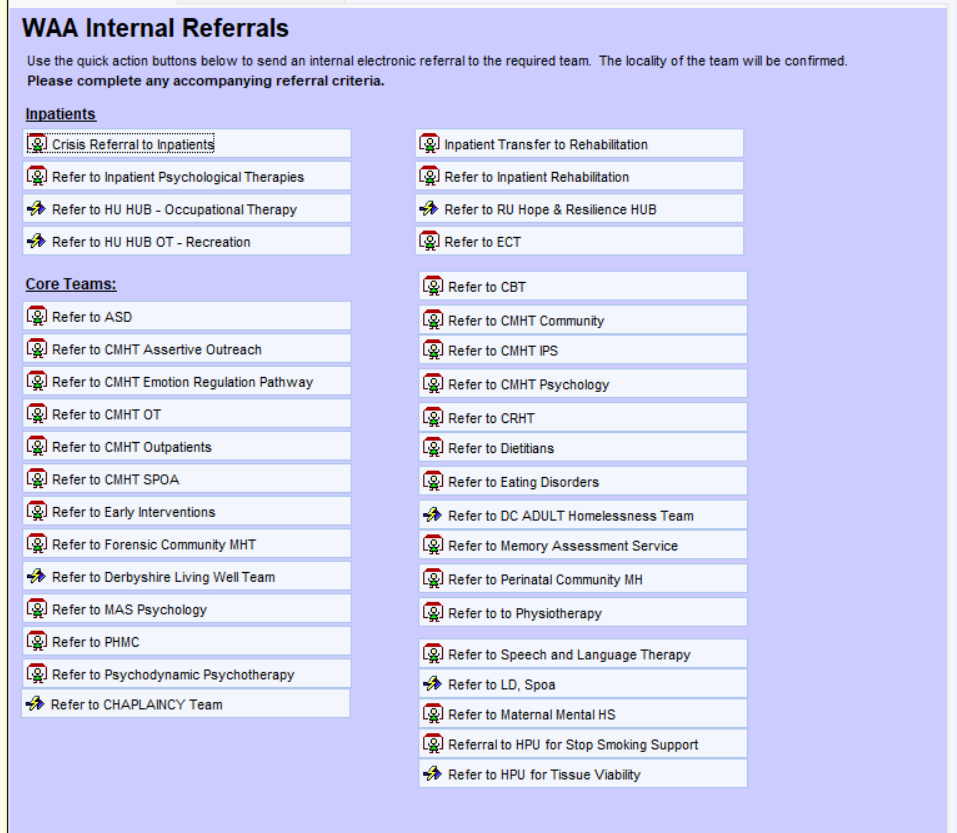 WAA Internal Referrals
Use the quick action buttons below to send an internal electronic referral to the required team. The locality of the team will be confirmed.
Please complete any accompanying referral criteria.
Inpatients
Crisis Referral to Inpatients
Refer to Inpatient Psychological Therapies
Refer to HU HUB - Occupational Therapy
Refer to HU HUB OT - Recreation
Inpatient Transfer to Rehabilitation
Refer to Inpatient Rehabilitation
Refer to RU Hope & Resilience HUB
Refer to ECT
Core Teams:
Refer to ASD
Refer to CMHT Assertive Outreach
Refer to CMHT Emotion Regulation Pathway
Refer to CMHT OT
Refer to CMHT Outpatients
Refer to CMHT SPOA
Refer to Early Interventions
Refer to Forensic Community MHT
Refer to Derbyshire Living Well Team
Refer to MAS Psychology
Refer to PHMC
Refer to Psychodynamic Psychotherapy
Refer to CHAPLAINCY Team
Refer to CBT
Refer to CMHT Community
Refer to CMHT IPS
Refer to CMHT Psychology
Refer to CRHT
Refer to Dietitians
Refer to Eating Disorders
Refer to DC ADULT Homelessness Team
Refer to Memory Assessment Service
Refer to Perinatal Community MH
Refer to to Physiotherapy
Refer to Speech and Language Therapy
Refer to LD, Spoa
Refer to Maternal Mental HS
Referral to HPU for Stop Smoking Support
Refer to HPU for Tissue Viability